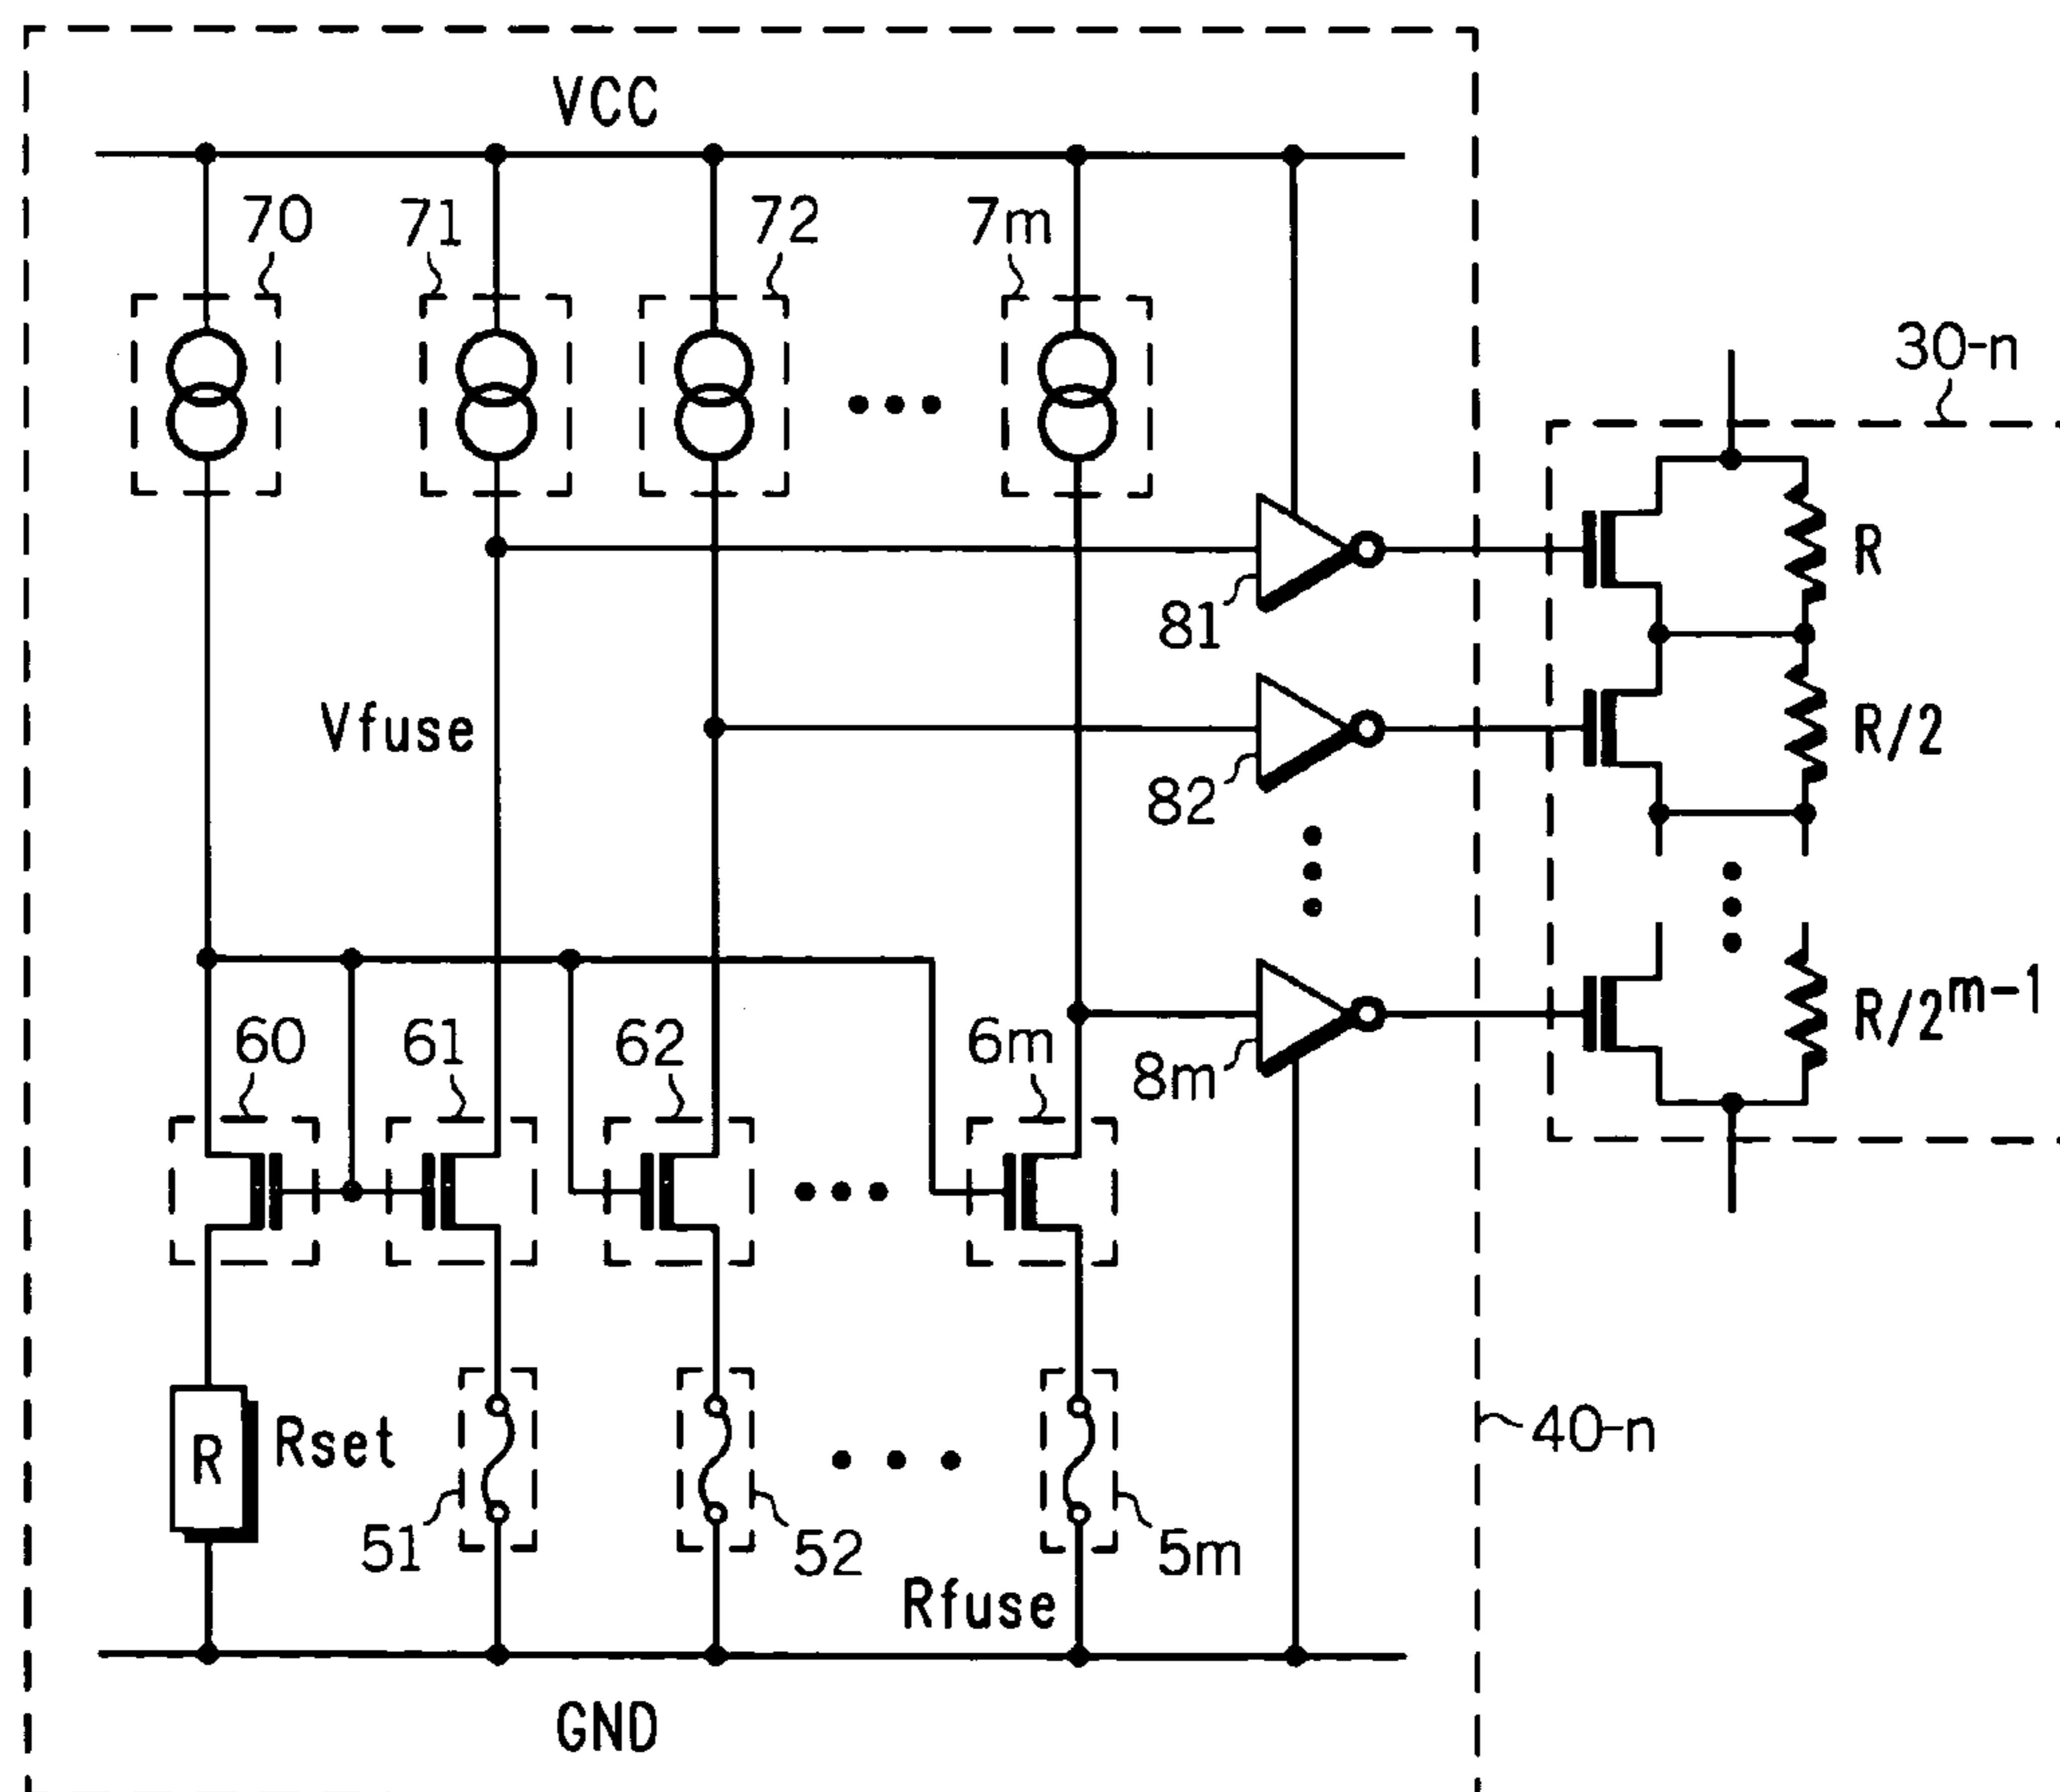 VCC
70
71
72
7m
30-n
R
81
Vfuse
R/2
82
R/2^m-1
60
61
62
6m
8m
R
Rset
40-n
51
52
5m
Rfuse
GND